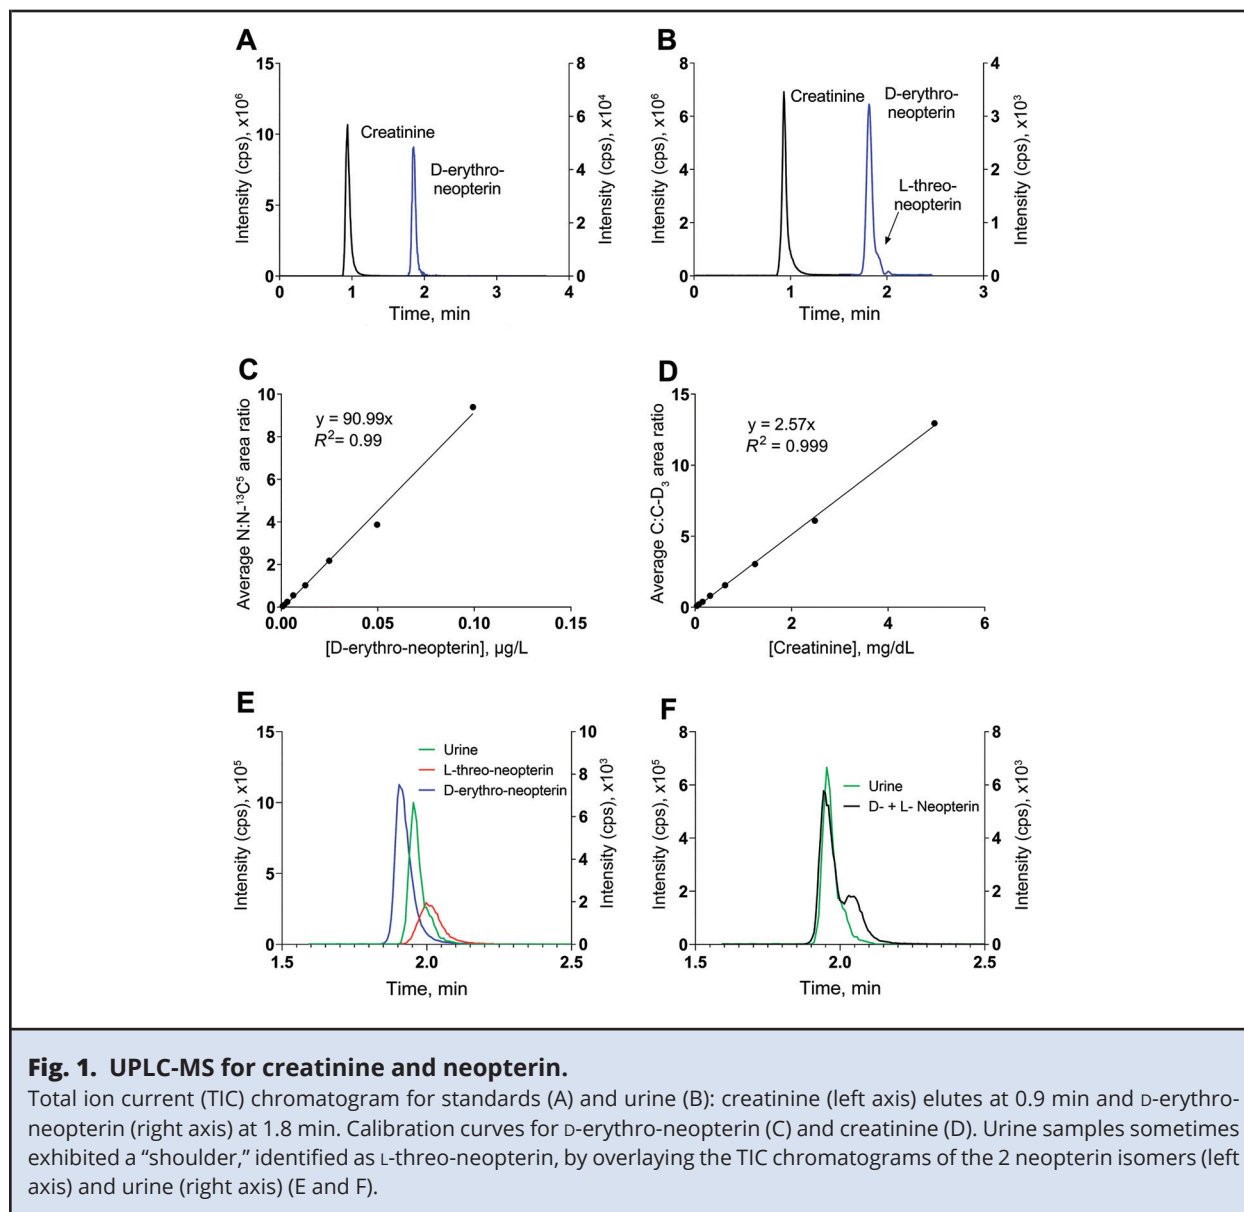 A
15
10
5
0
Intensity (cps), x10⁶
8
6
4
2
0
Intensity (cps), x10⁴
Creatinine
D-erythro-
neopterin
0 1 2 3 4
Time, min
B
8
6
4
2
0
Intensity (cps), x10⁶
4
3
2
1
0
Intensity (cps), x10³
Creatinine
D-erythro-
neopterin
L-threo-
neopterin
0 1 2 3
Time, min
C
10
8
6
4
2
0
Average N:N-¹³C⁵ area ratio
y = 90.99x
R² = 0.99
0.00 0.05 0.10 0.15
[D-erythro-neopterin], µg/L
D
15
10
5
0
Average C:C-D₃ area ratio
y = 2.57x
R² = 0.999
0 2 4 6
[Creatinine], mg/dL
E
15
10
5
0
Intensity (cps), x10⁵
10
8
6
4
2
0
Intensity (cps), x10³
Urine
L-threo-neopterin
D-erythro-neopterin
1.5 2.0 2.5
Time, min
F
8
6
4
2
0
Intensity (cps), x10⁵
8
6
4
2
0
Intensity (cps), x10³
Urine
D- + L- Neopterin
1.5 2.0 2.5
Time, min
Fig. 1. UPLC-MS for creatinine and neopterin.
Total ion current (TIC) chromatogram for standards (A) and urine (B): creatinine (left axis) elutes at 0.9 min and D-erythro-
neopterin (right axis) at 1.8 min. Calibration curves for D-erythro-neopterin (C) and creatinine (D). Urine samples sometimes
exhibited a “shoulder,” identified as L-threo-neopterin, by overlaying the TIC chromatograms of the 2 neopterin isomers (left
axis) and urine (right axis) (E and F).